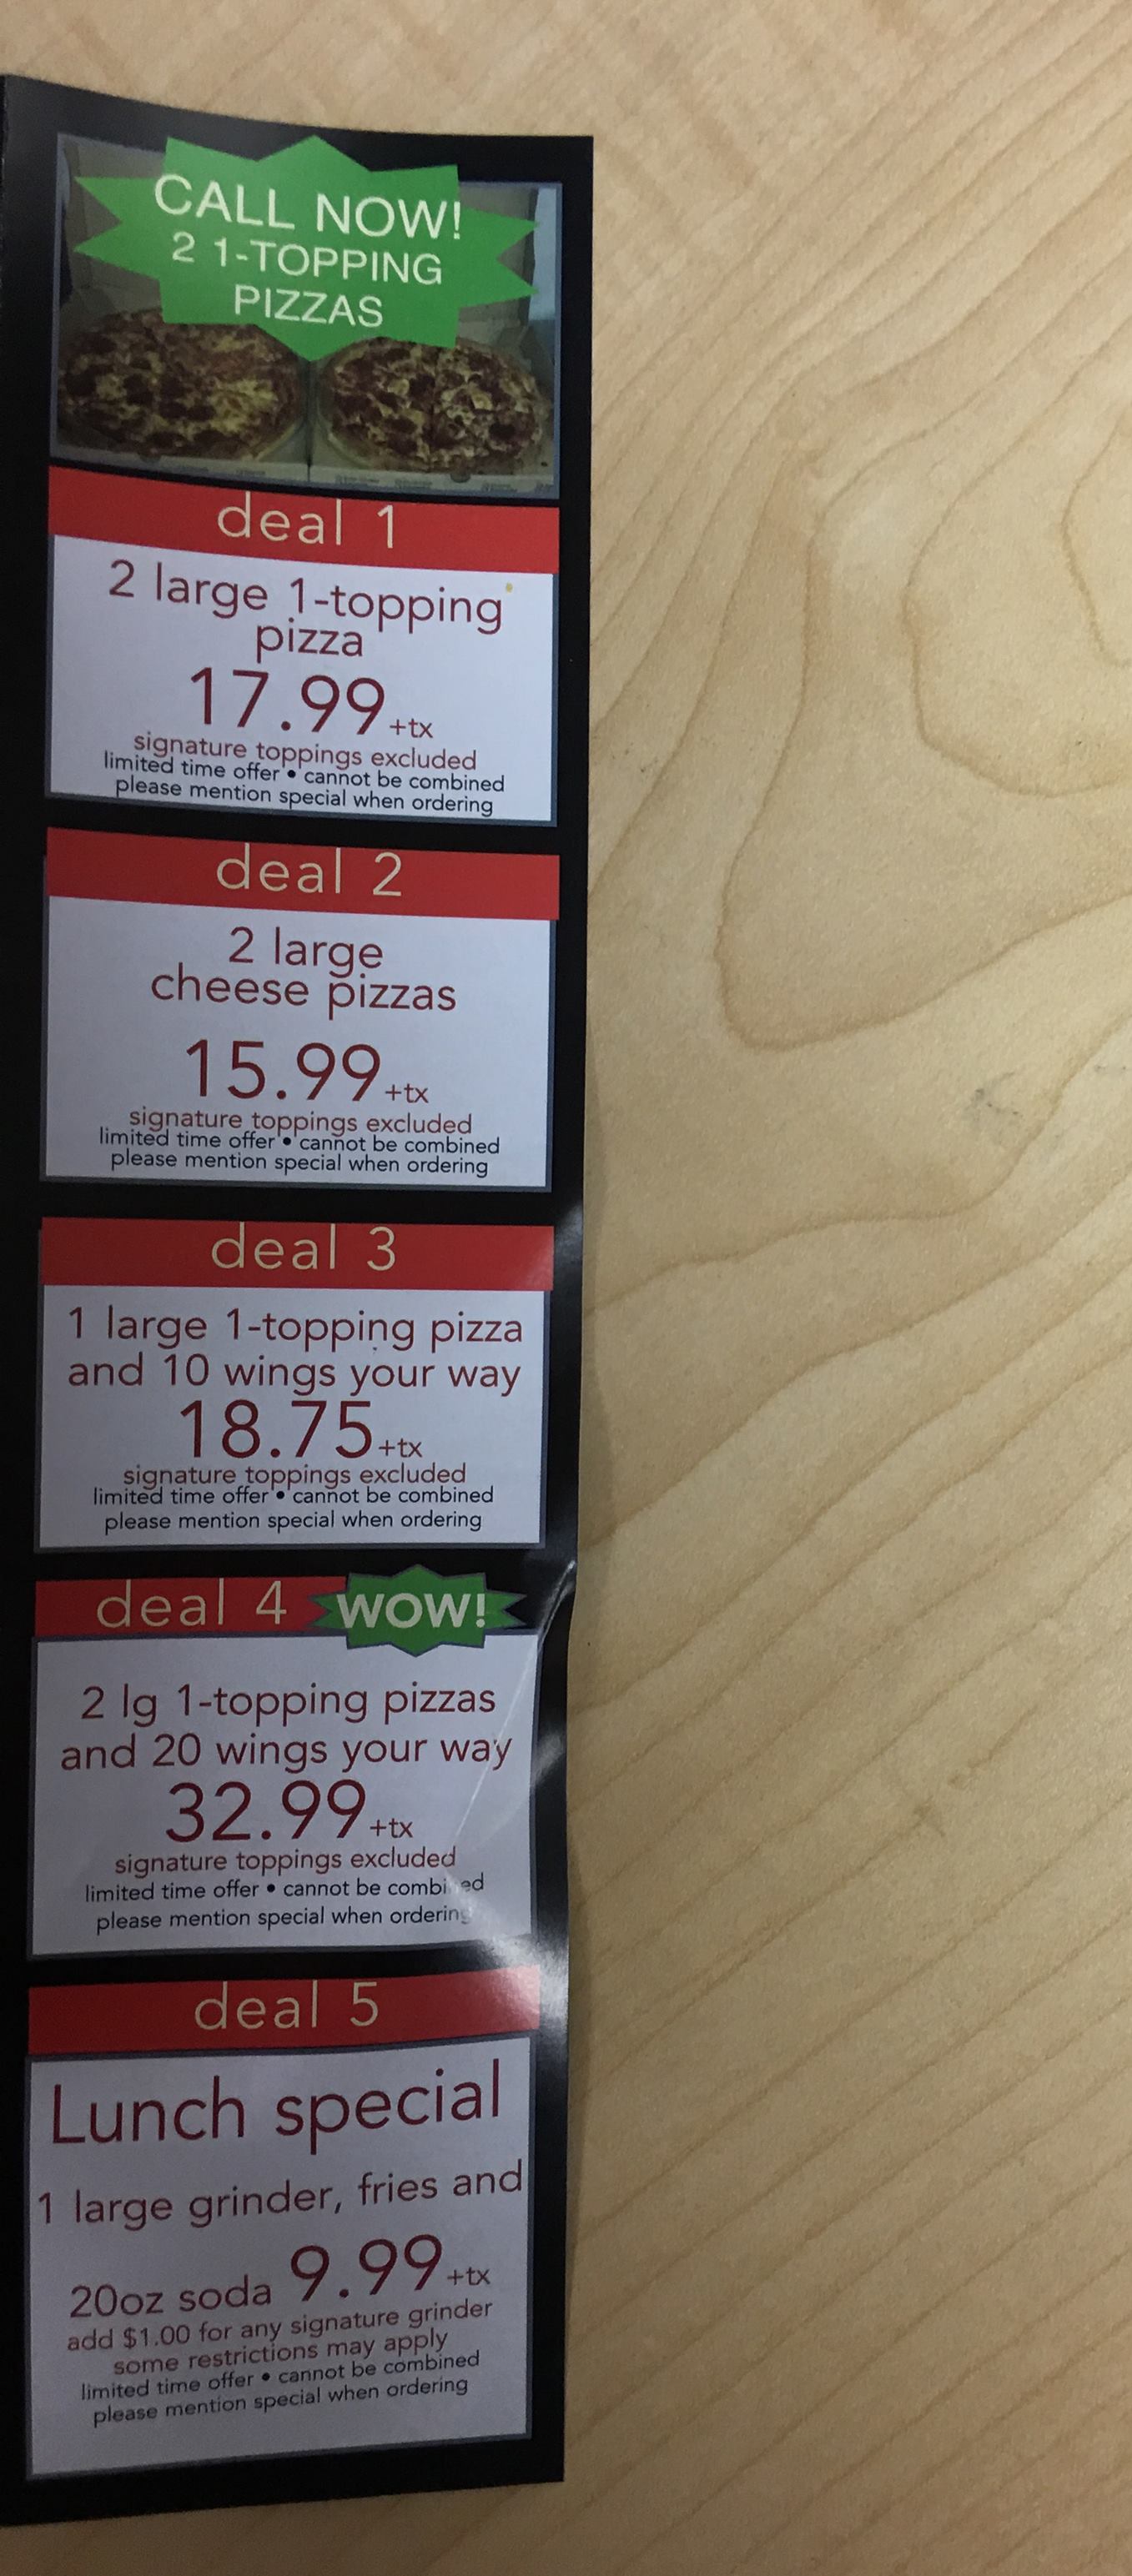 CALL NOW!
2 1-TOPPING
PIZZAS
deal 1
2 large 1-topping
pizza
17.99+tx
signature toppings excluded
limited time offer • cannot be combined
please mention special when ordering
deal 2
2 large
cheese pizzas
15.99+tx
signature toppings excluded
limited time offer • cannot be combined
please mention special when ordering
deal 3
1 large 1-topping pizza
and 10 wings your way
18.75+tx
signature toppings excluded
limited time offer • cannot be combined
please mention special when ordering
deal 4 WOW!
2 lg 1-topping pizzas
and 20 wings your way
32.99+tx
signature toppings excluded
limited time offer • cannot be combined
please mention special when ordering
deal 5
Lunch special
1 large grinder, fries and
20oz soda 9.99+tx
add $1.00 for any signature grinder
some restrictions may apply
limited time offer • cannot be combined
please mention special when ordering